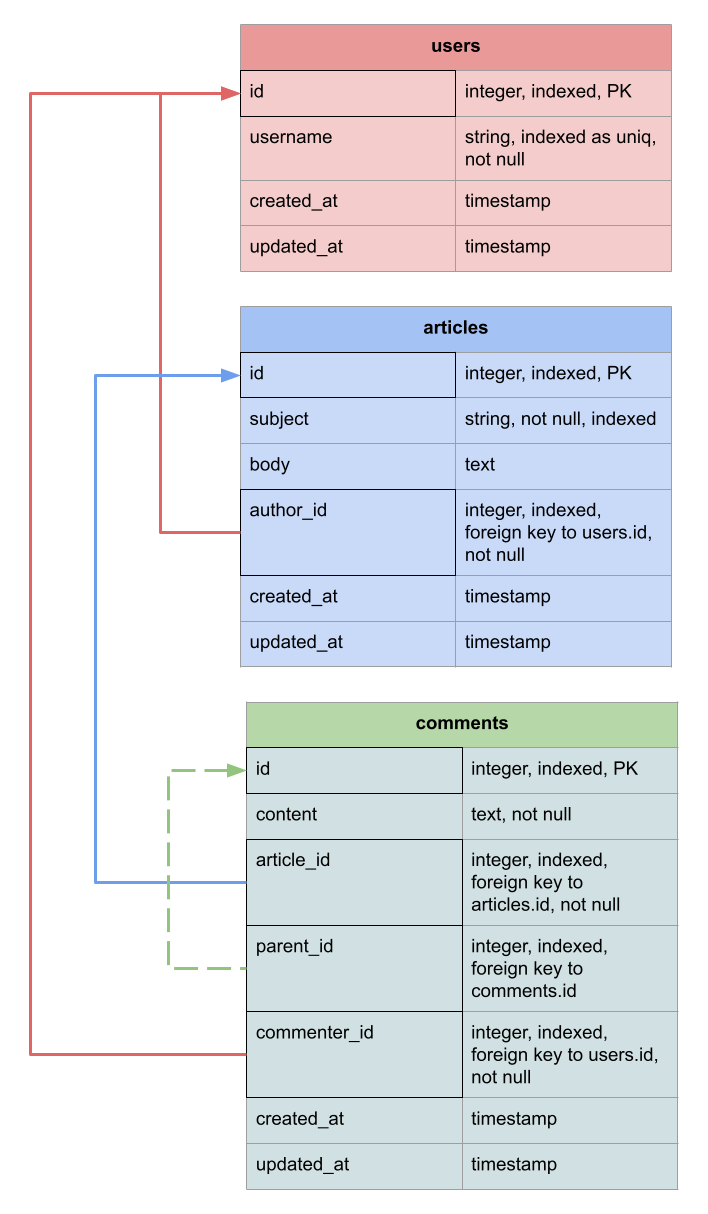 users
id
integer, indexed, PK
username
string, indexed as uniq,
not null
created_at
timestamp
updated_at
timestamp
articles
id
integer, indexed, PK
subject
string, not null, indexed
body
text
author_id
integer, indexed,
foreign key to users.id,
not null
created_at
timestamp
updated_at
timestamp
comments
id
integer, indexed, PK
content
text, not null
article_id
integer, indexed,
foreign key to
articles.id, not null
parent_id
integer, indexed,
foreign key to
comments.id
commenter_id
integer, indexed,
foreign key to users.id,
not null
created_at
timestamp
updated_at
timestamp